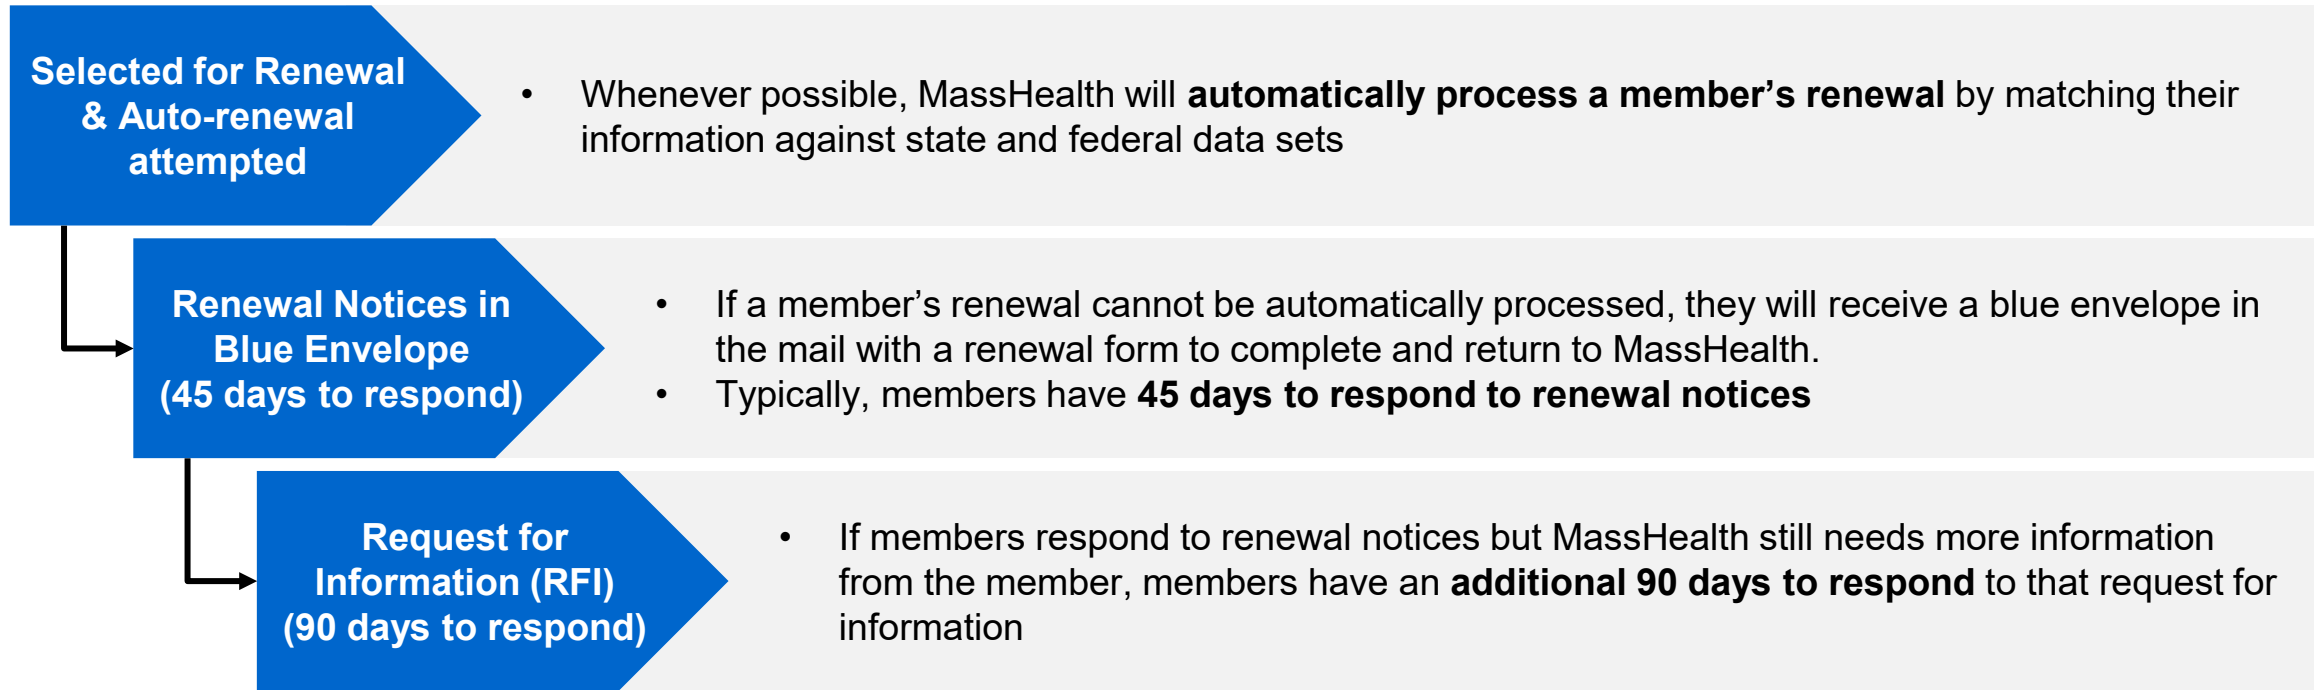 Selected for Renewal
& Auto-renewal
attempted
• Whenever possible, MassHealth will automatically process a member’s renewal by matching their
information against state and federal data sets
Renewal Notices in
Blue Envelope
(45 days to respond)
• If a member’s renewal cannot be automatically processed, they will receive a blue envelope in
the mail with a renewal form to complete and return to MassHealth.
• Typically, members have 45 days to respond to renewal notices
Request for
Information (RFI)
(90 days to respond)
• If members respond to renewal notices but MassHealth still needs more information
from the member, members have an additional 90 days to respond to that request for
information